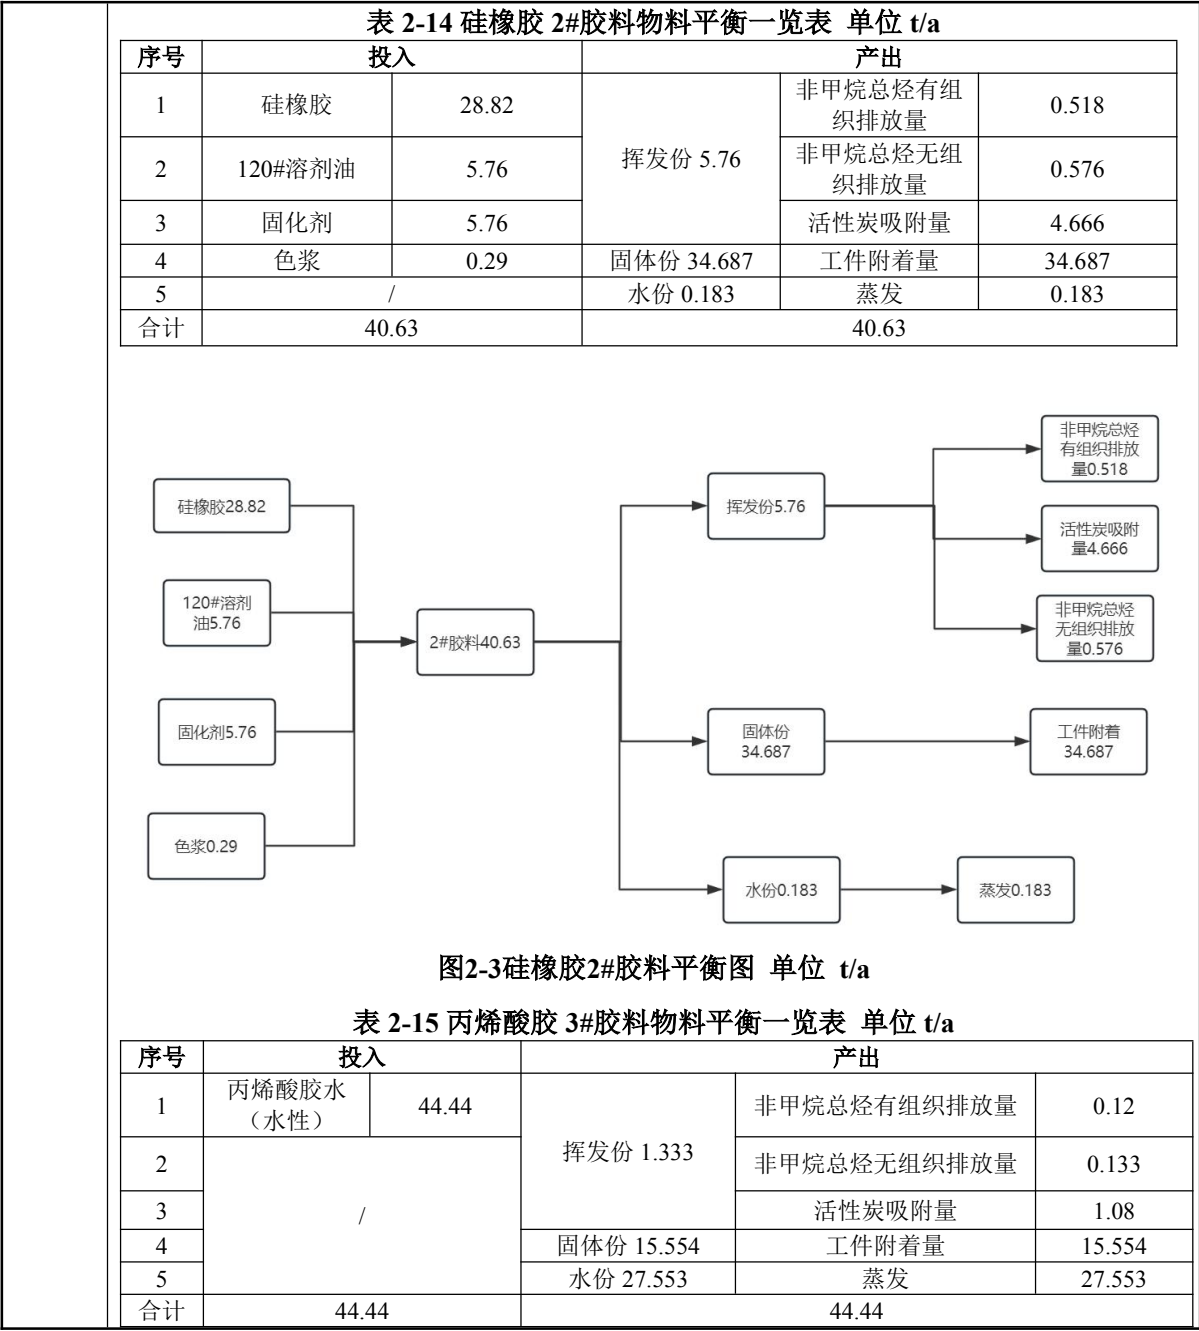 表 2-14 硅橡胶 2#胶料物料平衡一览表 单位 t/a
序号 投入 产出
1 硅橡胶 28.82 挥发份 5.76 非甲烷总烃有组
织排放量 0.518
2 120#溶剂油 5.76 非甲烷总烃无组
织排放量 0.576
3 固化剂 5.76 活性炭吸附量 4.666
4 色浆 0.29 固体份 34.687 工件附着量 34.687
5 / 水份 0.183 蒸发 0.183
合计 40.63 40.63
硅橡胶28.82
120#溶剂
油5.76
固化剂5.76
色浆0.29
2#胶料40.63
挥发份5.76
固体份
34.687
水份0.183
非甲烷总烃
有组织排放
量0.518
活性炭吸附
量4.666
非甲烷总烃
无组织排放
量0.576
工件附着
34.687
蒸发0.183
图2-3硅橡胶2#胶料平衡图 单位 t/a
表 2-15 丙烯酸胶 3#胶料物料平衡一览表 单位 t/a
序号 投入 产出
1 丙烯酸胶水
（水性） 44.44 挥发份 1.333 非甲烷总烃有组织排放量 0.12
2 / 非甲烷总烃无组织排放量 0.133
3 活性炭吸附量 1.08
4 固体份 15.554 工件附着量 15.554
5 水份 27.553 蒸发 27.553
合计 44.44 44.44